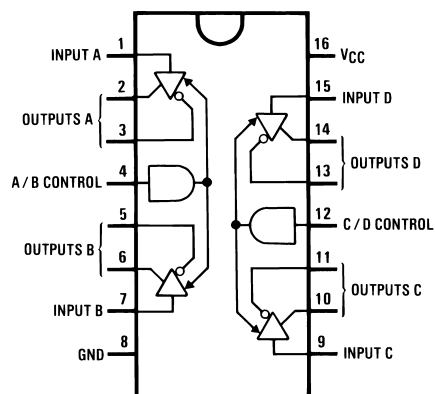 INPUT A 1
2
OUTPUTS A
3
A/B CONTROL 4
5
OUTPUTS B
6
INPUT B 7
GND 8
16 VCC
15 INPUT D
14
OUTPUTS D
13
12 C/D CONTROL
11
OUTPUTS C
10
9 INPUT C